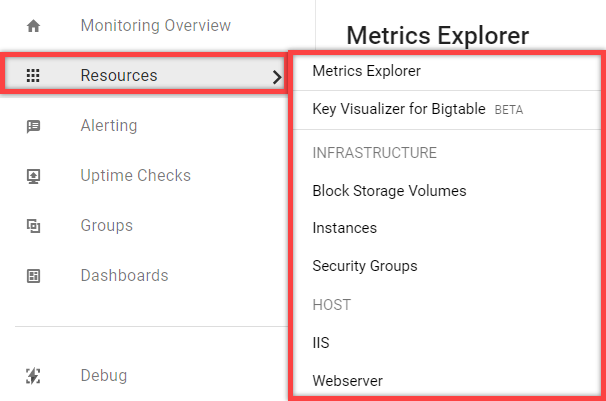 Monitoring Overview
Resources
Alerting
Uptime Checks
Groups
Dashboards
Debug
Metrics Explorer
Metrics Explorer
Key Visualizer for Bigtable BETA
INFRASTRUCTURE
Block Storage Volumes
Instances
Security Groups
HOST
IIS
Webserver